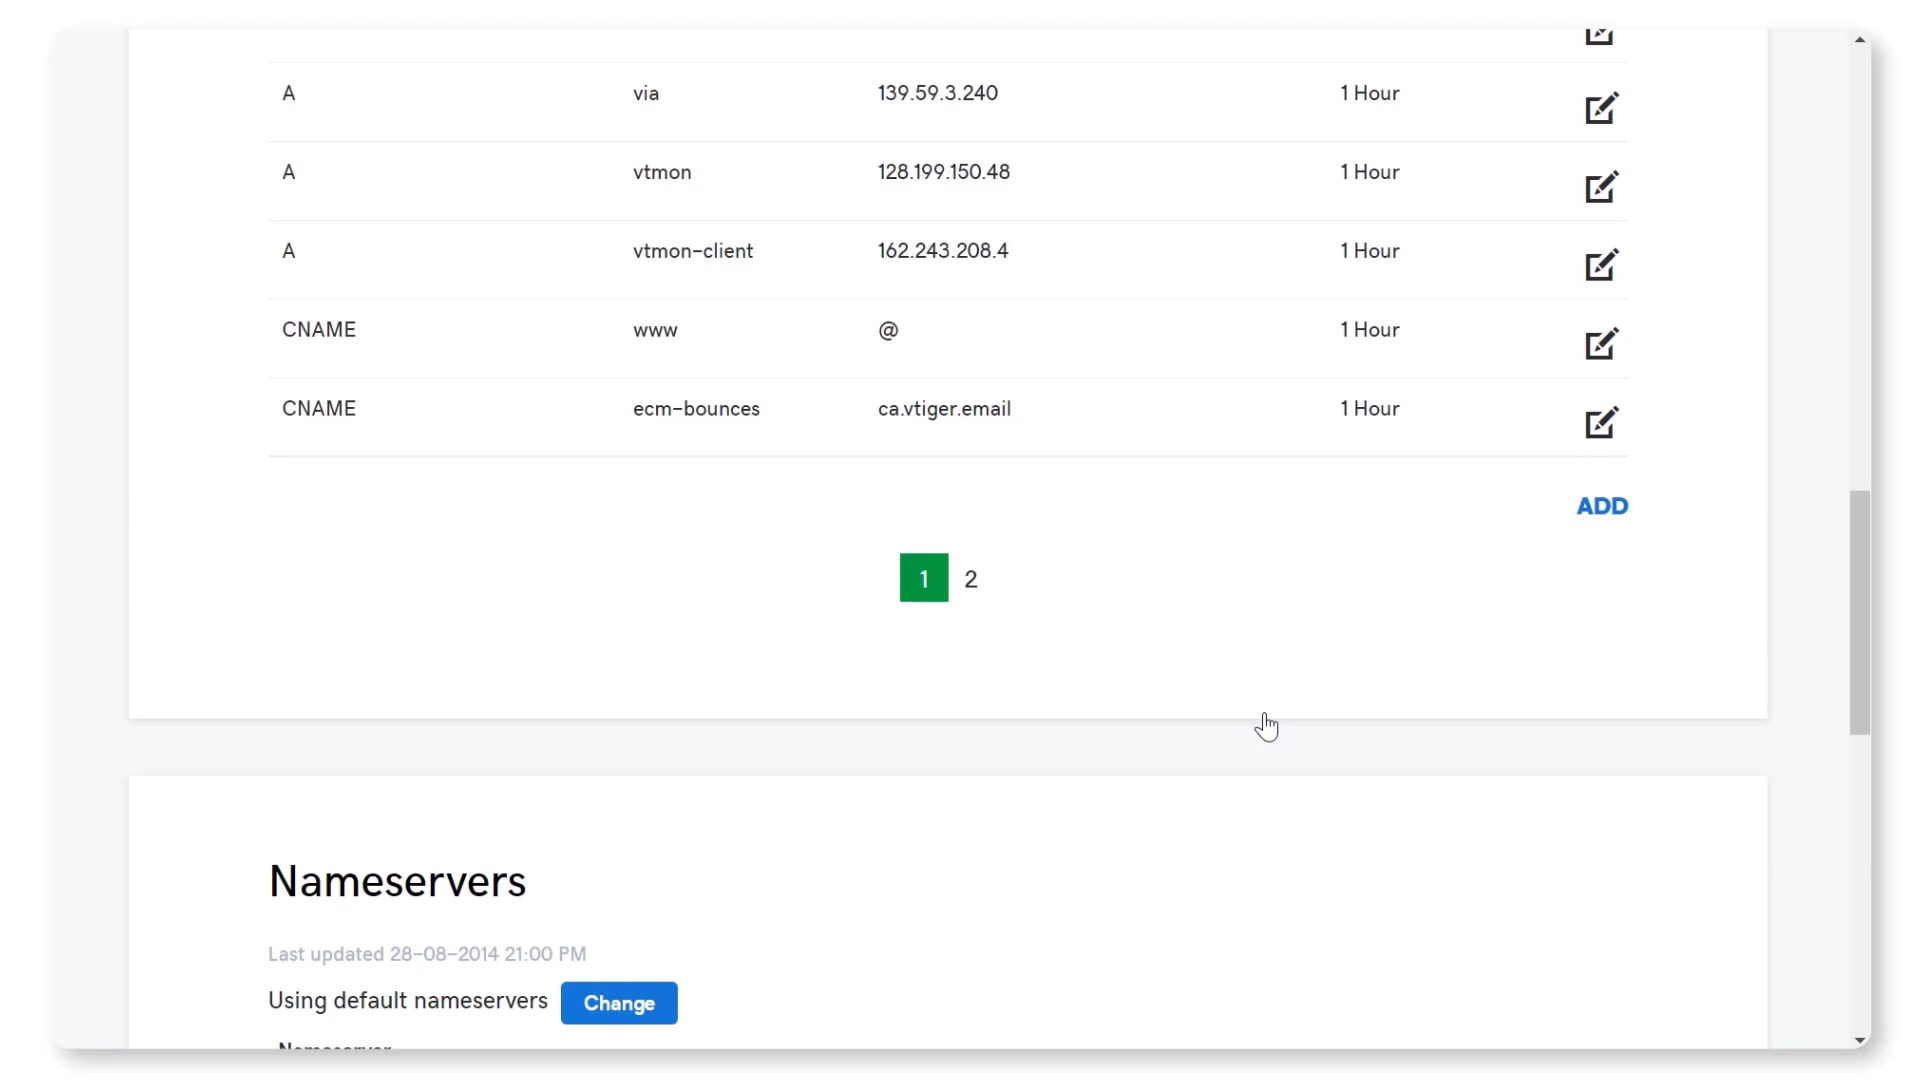 A via 139.59.3.240 1 Hour
A vtmon 128.199.150.48 1 Hour
A vtmon-client 162.243.208.4 1 Hour
CNAME www @ 1 Hour
CNAME ecm-bounces ca.vtiger.email 1 Hour
ADD
1 2
Nameservers
Last updated 28-08-2014 21:00 PM
Using default nameservers Change
Nameserver